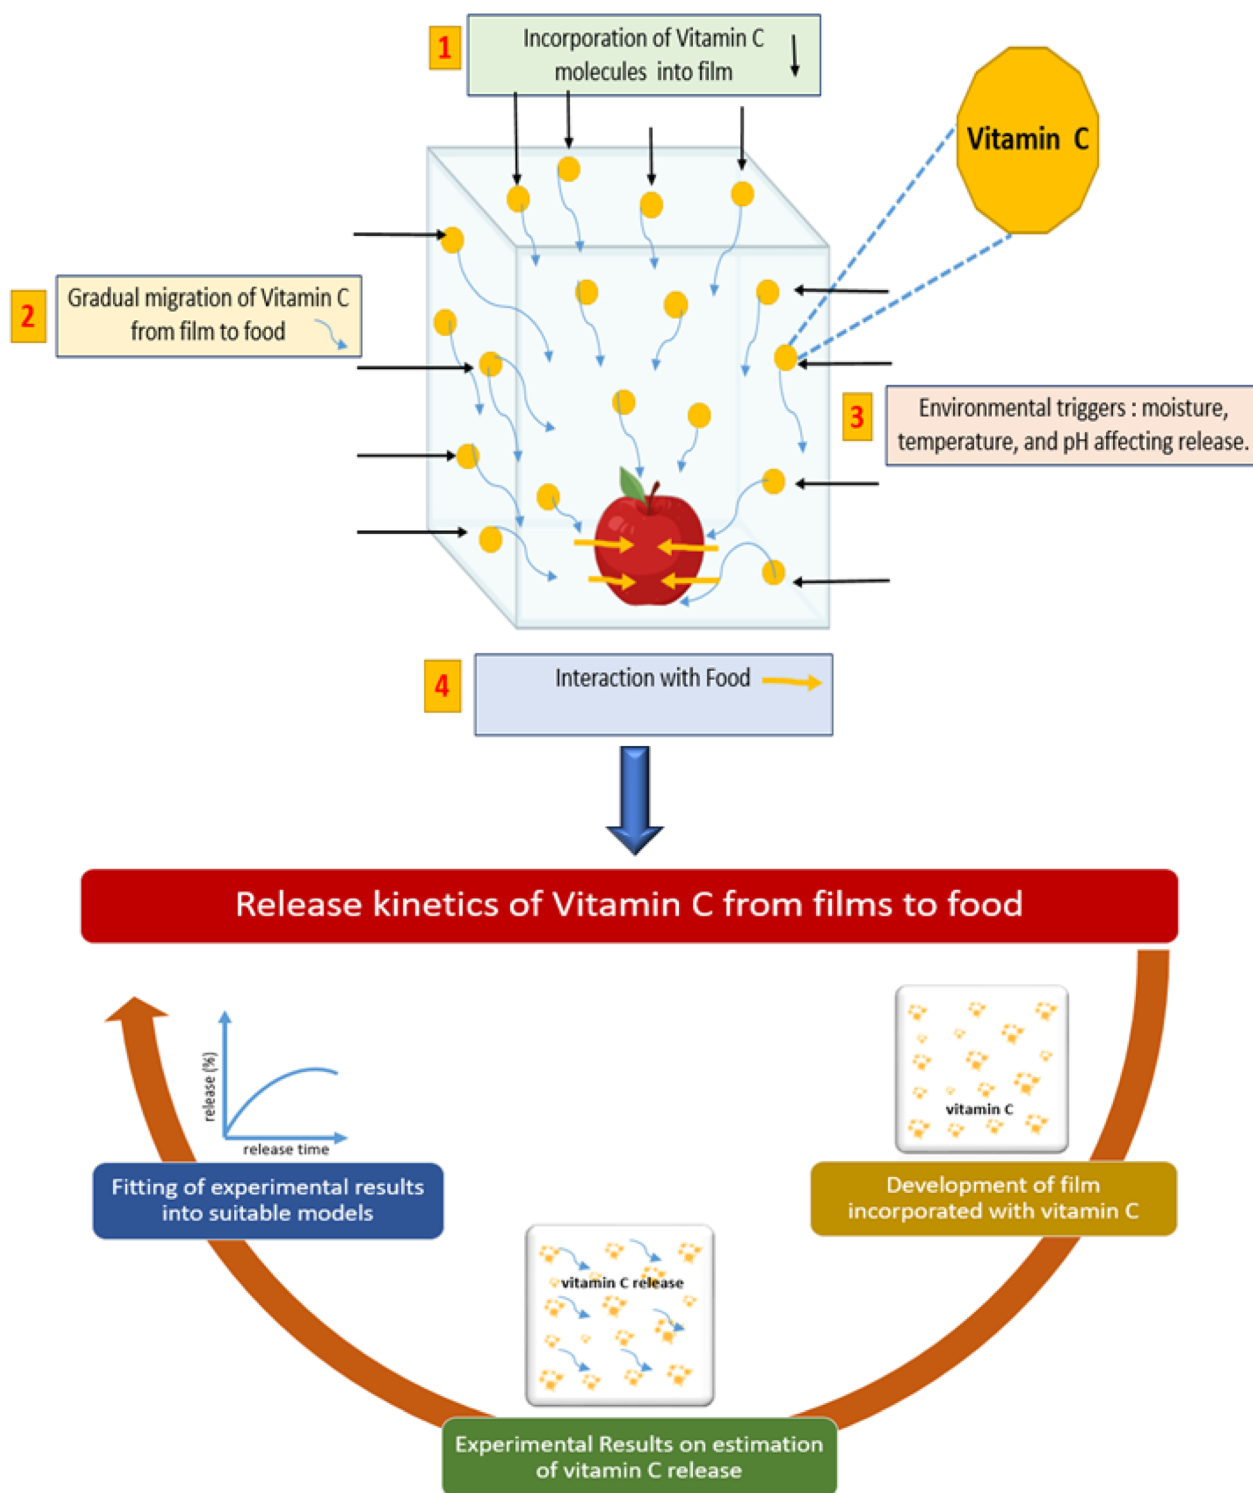 1
Incorporation of Vitamin C
molecules into film
Vitamin C
2
Gradual migration of Vitamin C
from film to food
3
Environmental triggers : moisture,
temperature, and pH affecting release.
4
Interaction with Food
Release kinetics of Vitamin C from films to food
release (%)
release time
Fitting of experimental results
into suitable models
vitamin C
Development of film
incorporated with vitamin C
vitamin C release
Experimental Results on estimation
of vitamin C release